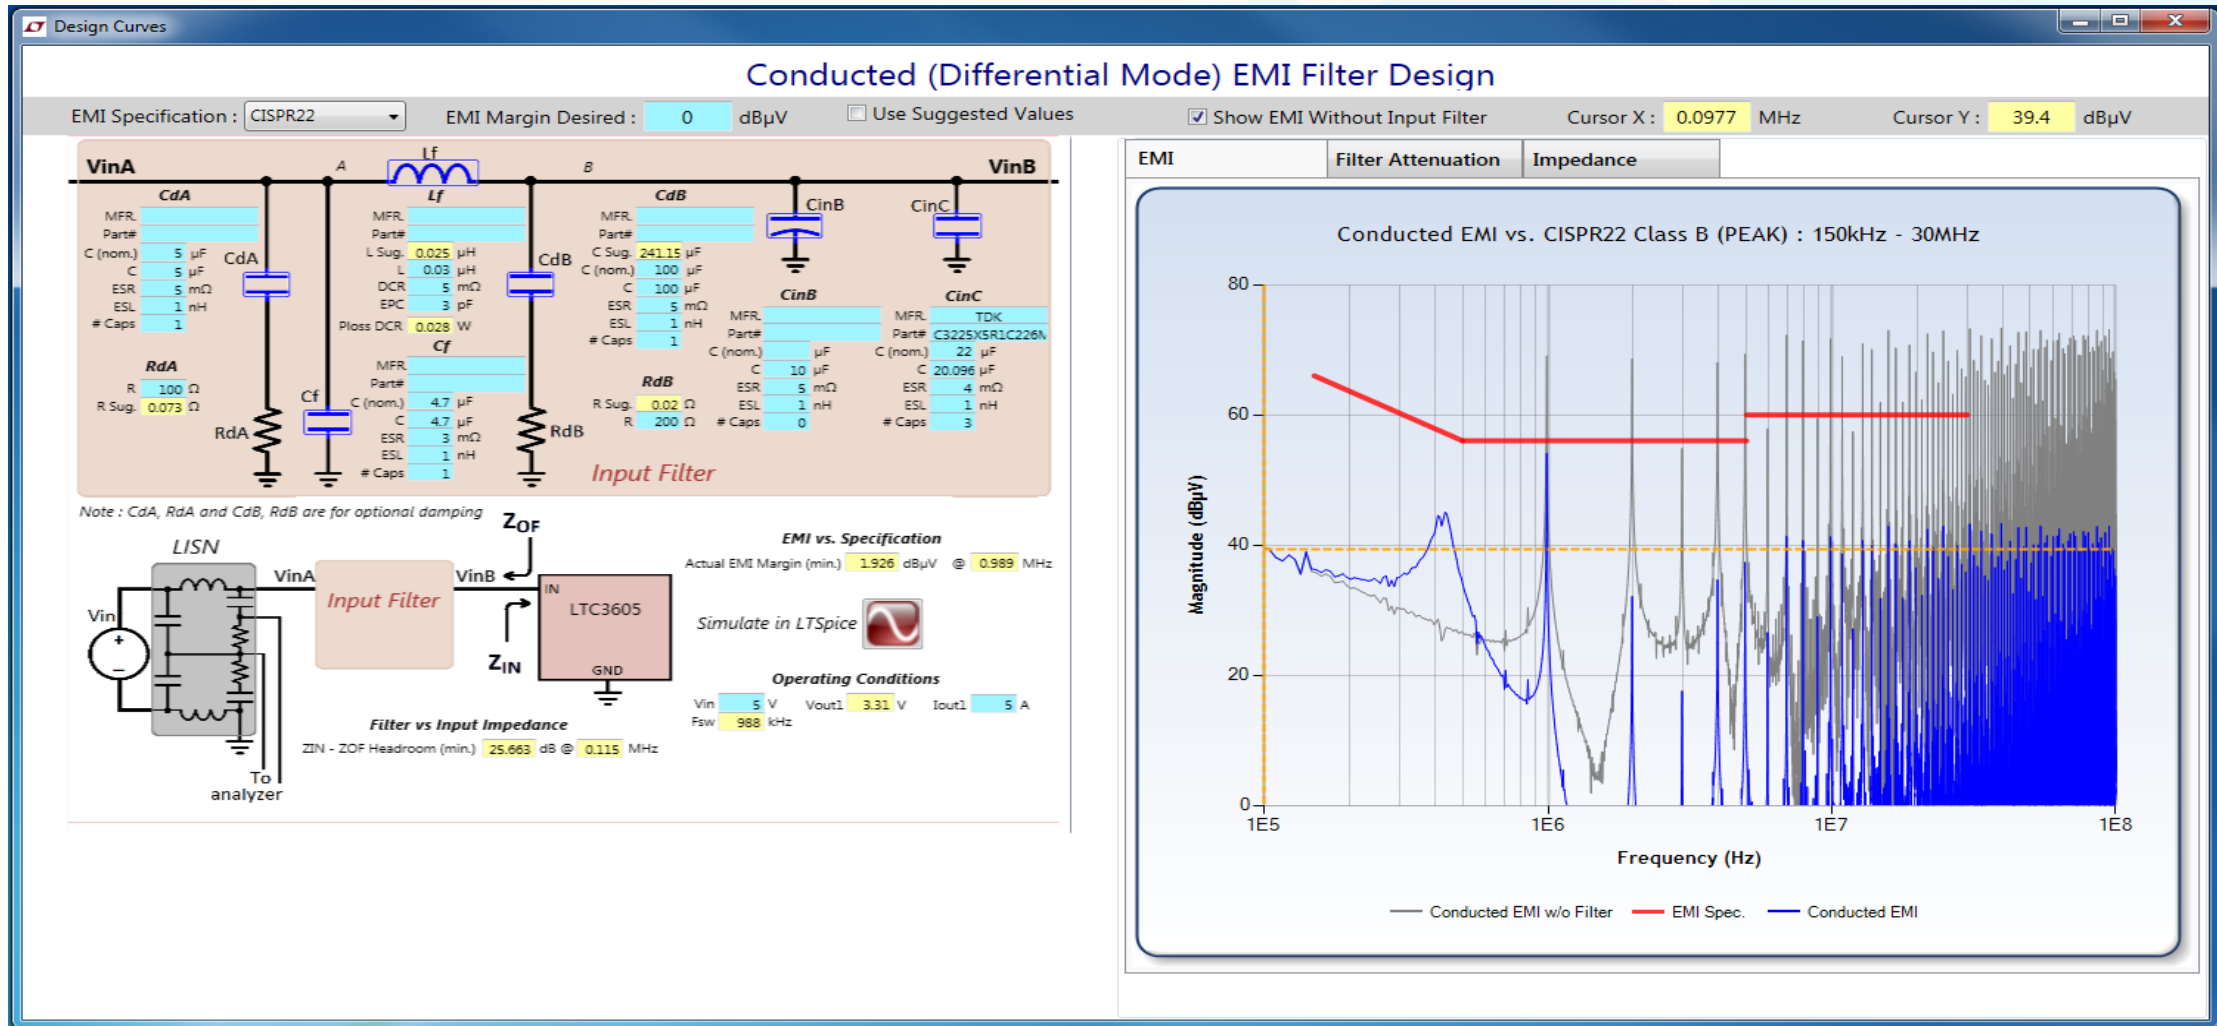 Design Curves
Conducted (Differential Mode) EMI Filter Design
EMI Specification : CISPR22 EMI Margin Desired : 0 dBµV Use Suggested Values Show EMI Without Input Filter Cursor X : 0.0977 MHz Cursor Y : 39.4 dBµV
VinA A Lf B VinB
CdA
MFR.
Part#
C (nom.) 5 µF
C 5 µF
ESR 5 mΩ
ESL 1 nH
# Caps 1
CdA
RdA
R 100 Ω
R Sug. 0.073 Ω
RdA
Lf
MFR.
Part#
L Sug. 0.025 µH
L 0.03 µH
DCR 5 mΩ
EPC 3 pF
Ploss DCR 0.028 W
Cf
MFR.
Part#
C (nom.) 4.7 µF
C 4.7 µF
ESR 3 mΩ
ESL 1 nH
# Caps 1
Cf
CdB
MFR.
Part#
C Sug. 241.15 µF
C (nom.) 100 µF
C 100 µF
ESR 5 mΩ
ESL 1 nH
# Caps 1
CdB
RdB
R Sug. 0.02 Ω
R 200 Ω
RdB
CinB
CinB
MFR.
Part#
C (nom.) µF
C 10 µF
ESR 5 mΩ
ESL 1 nH
# Caps 0
CinC
CinC
MFR. TDK
Part# C3225X5R1C226M
C (nom.) 22 µF
C 20.096 µF
ESR 4 mΩ
ESL 1 nH
# Caps 3
Input Filter
Note : CdA, RdA and CdB, RdB are for optional damping
LISN
Vin
+
−
To
analyzer
VinA
Input Filter
VinB
ZOF
ZIN
IN
LTC3605
GND
Filter vs Input Impedance
ZIN - ZOF Headroom (min.) 25.663 dB @ 0.115 MHz
EMI vs. Specification
Actual EMI Margin (min.) 1.926 dBµV @ 0.989 MHz
Simulate in LTSpice
Operating Conditions
Vin 5 V Vout1 3.31 V Iout1 5 A
Fsw 988 kHz
EMI Filter Attenuation Impedance
Conducted EMI vs. CISPR22 Class B (PEAK) : 150kHz - 30MHz
Magnitude (dBµV)
80
60
40
20
0
1E5 1E6 1E7 1E8
Frequency (Hz)
Conducted EMI w/o Filter EMI Spec. Conducted EMI